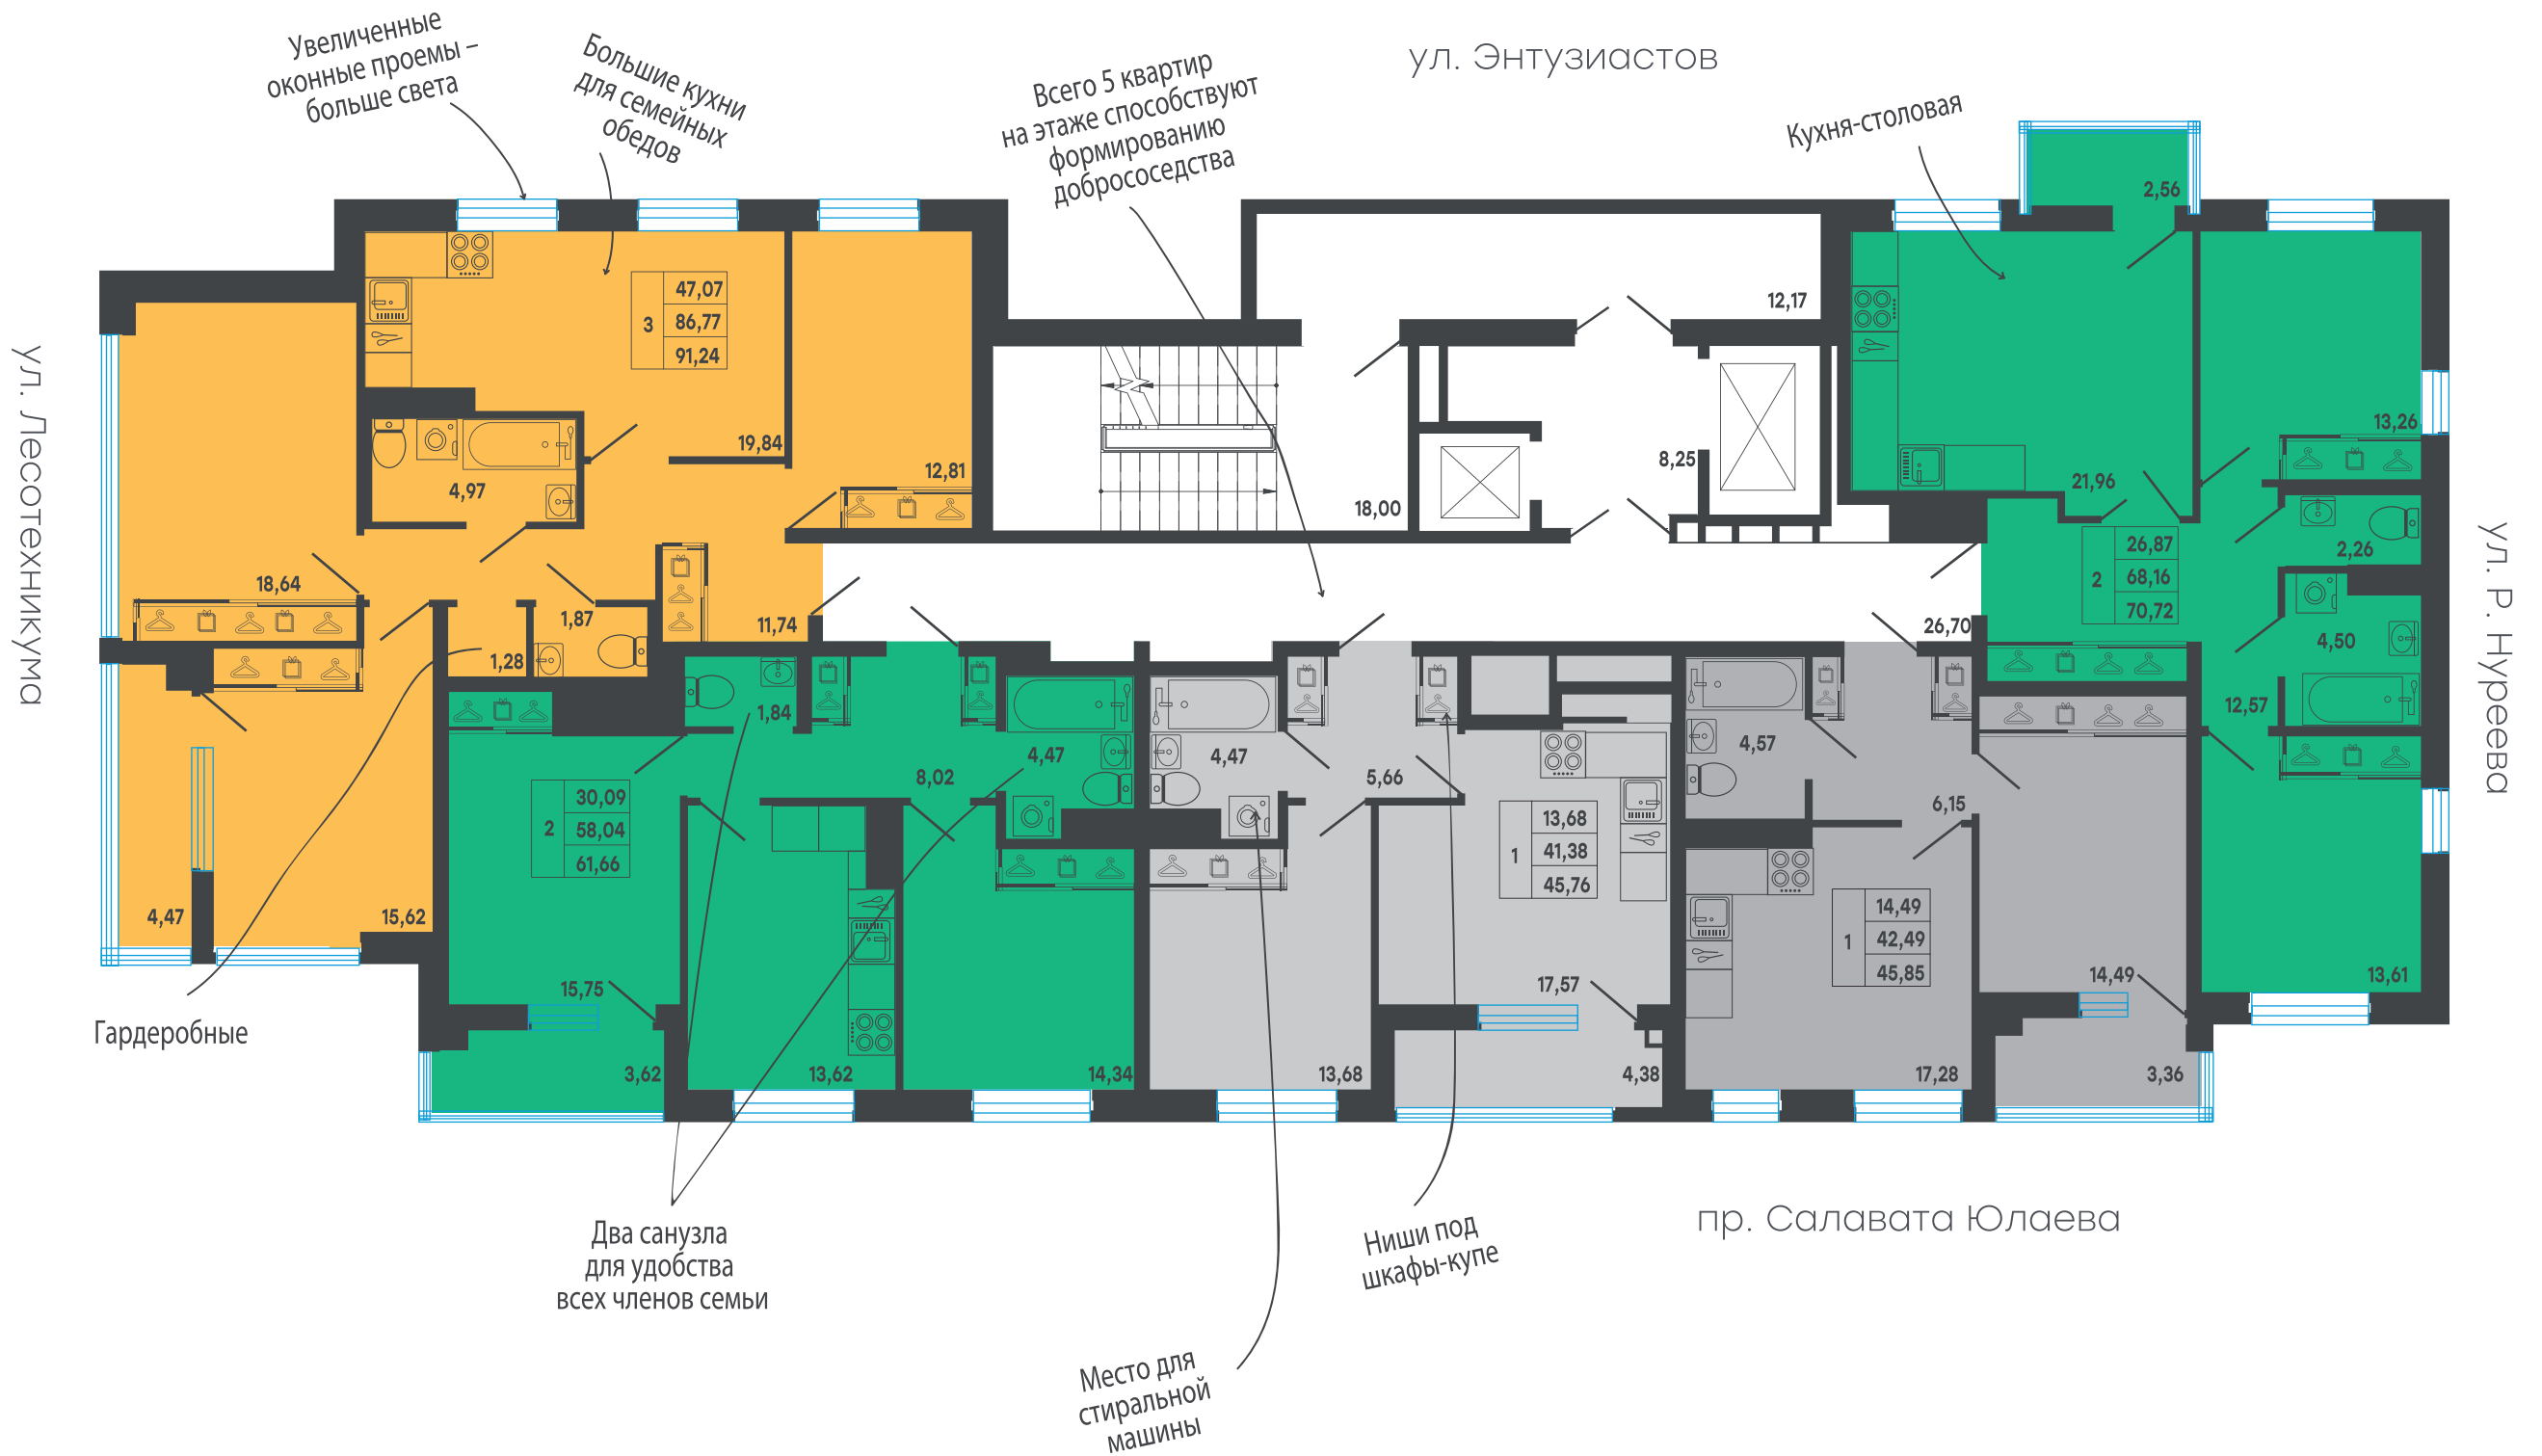 Увеличенные
оконные проемы –
больше света
Большие кухни
для семейных
обедов
Всего 5 квартир
на этаже способствуют
формированию
добрососедства
ул. Энтузиастов
Кухня-столовая
ул. Лесотехникума
ул. Р. Нуреева
3
47,07
86,77
91,24
19,84
12,81
4,97
18,64
1,87
11,74
1,28
4,47
15,62
12,17
18,00
8,25
26,70
2,56
13,26
21,96
2
26,87
68,16
70,72
2,26
4,50
12,57
13,61
1,84
8,02
4,47
2
30,09
58,04
61,66
15,75
3,62
13,62
14,34
4,47
5,66
1
13,68
41,38
45,76
17,57
13,68
4,38
4,57
6,15
1
14,49
42,49
45,85
14,49
17,28
3,36
Гардеробные
Два санузла
для удобства
всех членов семьи
Место для
стиральной
машины
Ниши под
шкафы-купе
пр. Салавата Юлаева